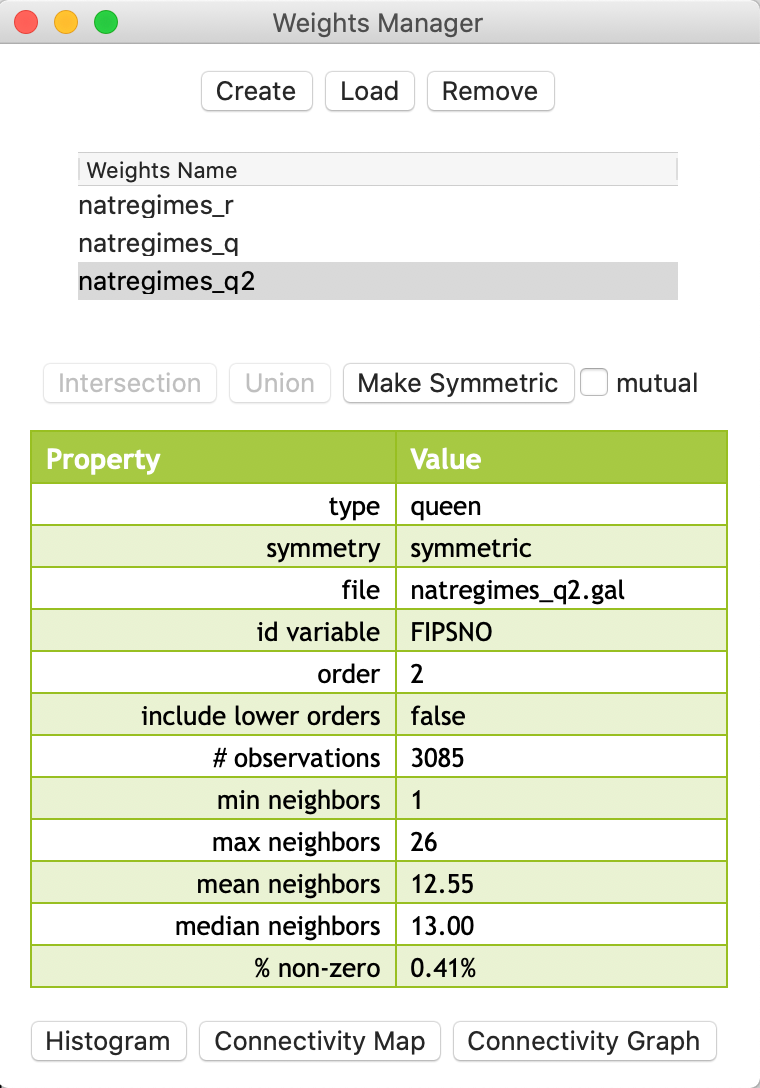 Weights Manager
Create Load Remove
Weights Name
natregimes_r
natregimes_q
natregimes_q2
Intersection Union Make Symmetric mutual
Property Value
type queen
symmetry symmetric
file natregimes_q2.gal
id variable FIPSNO
order 2
include lower orders false
# observations 3085
min neighbors 1
max neighbors 26
mean neighbors 12.55
median neighbors 13.00
% non-zero 0.41%
Histogram Connectivity Map Connectivity Graph